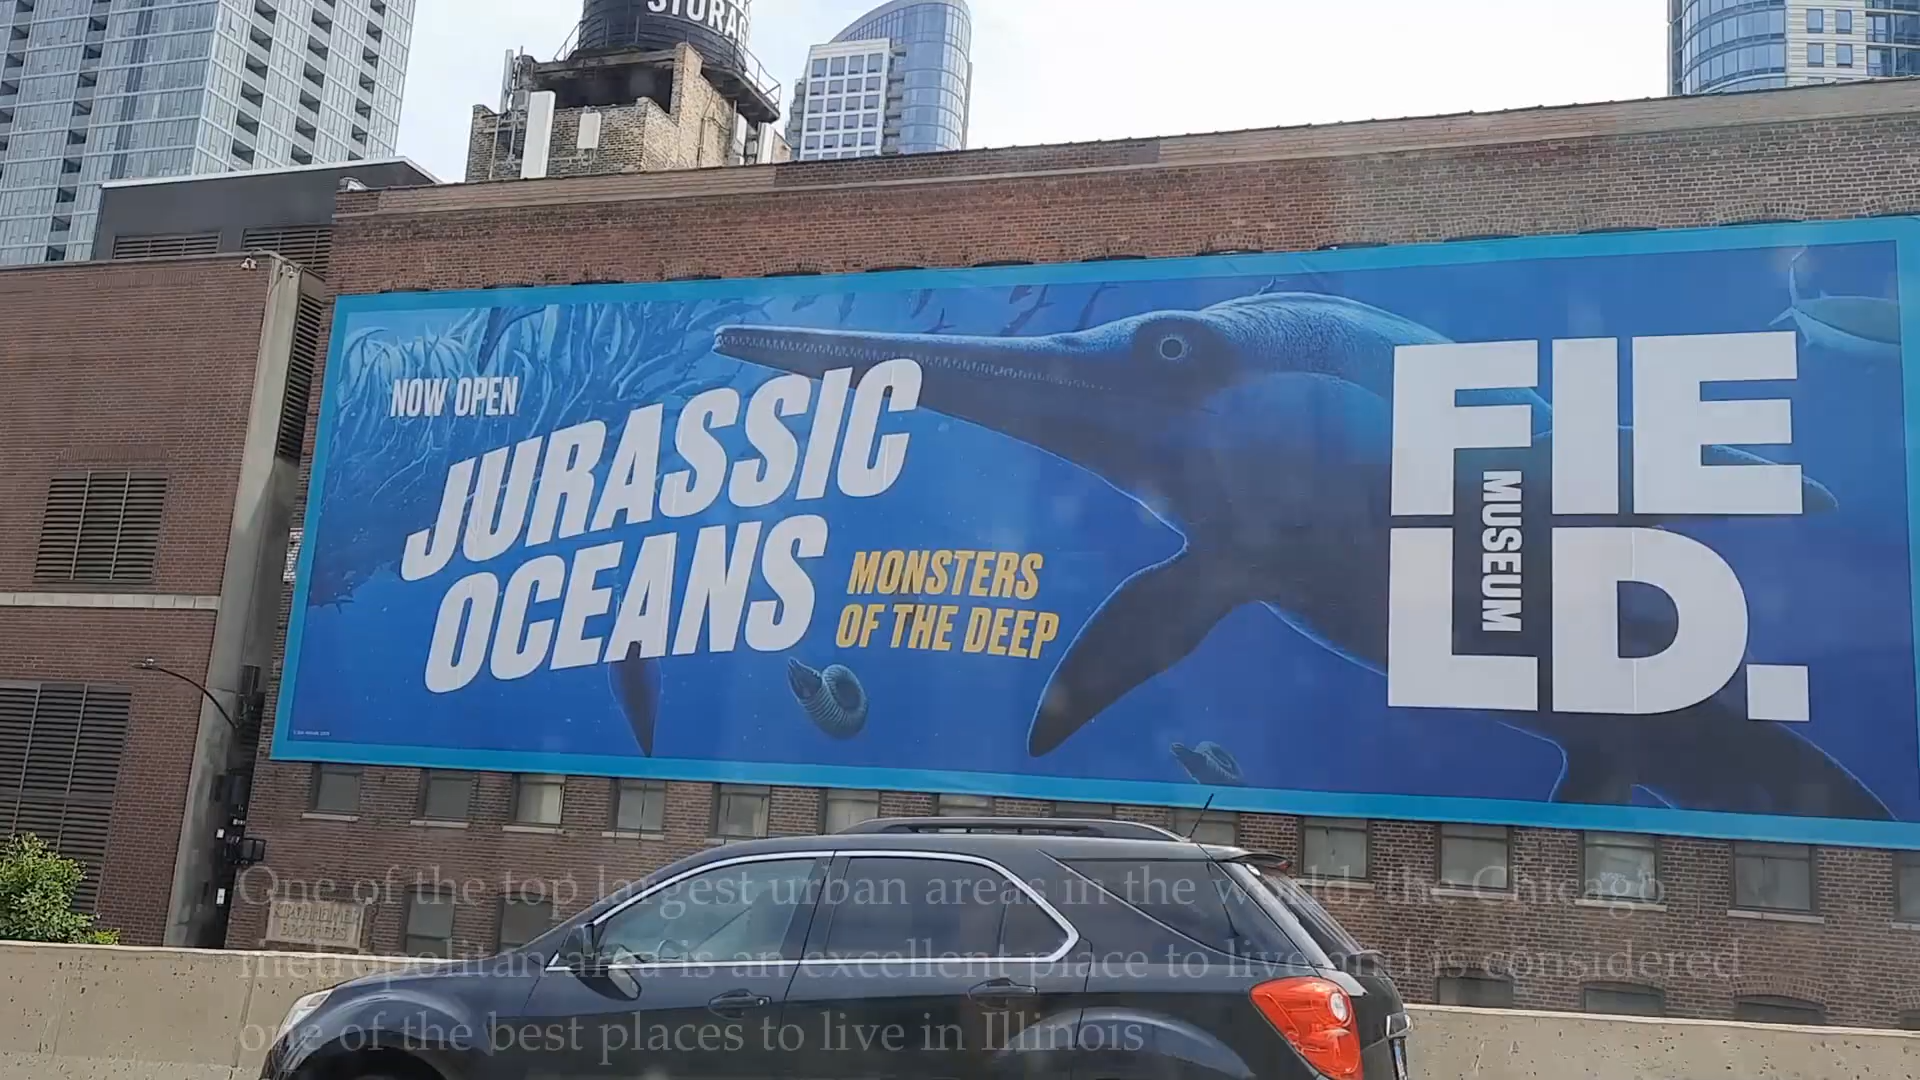 STORAG
NOW OPEN
JURASSIC
OCEANS
MONSTERS
OF THE DEEP
FIE
LD.
MUSEUM
KIRCHHEIMER
BROTHERS
One of the top largest urban areas in the world, the Chicago
metropolitan area is an excellent place to live and is considered
one of the best places to live in Illinois